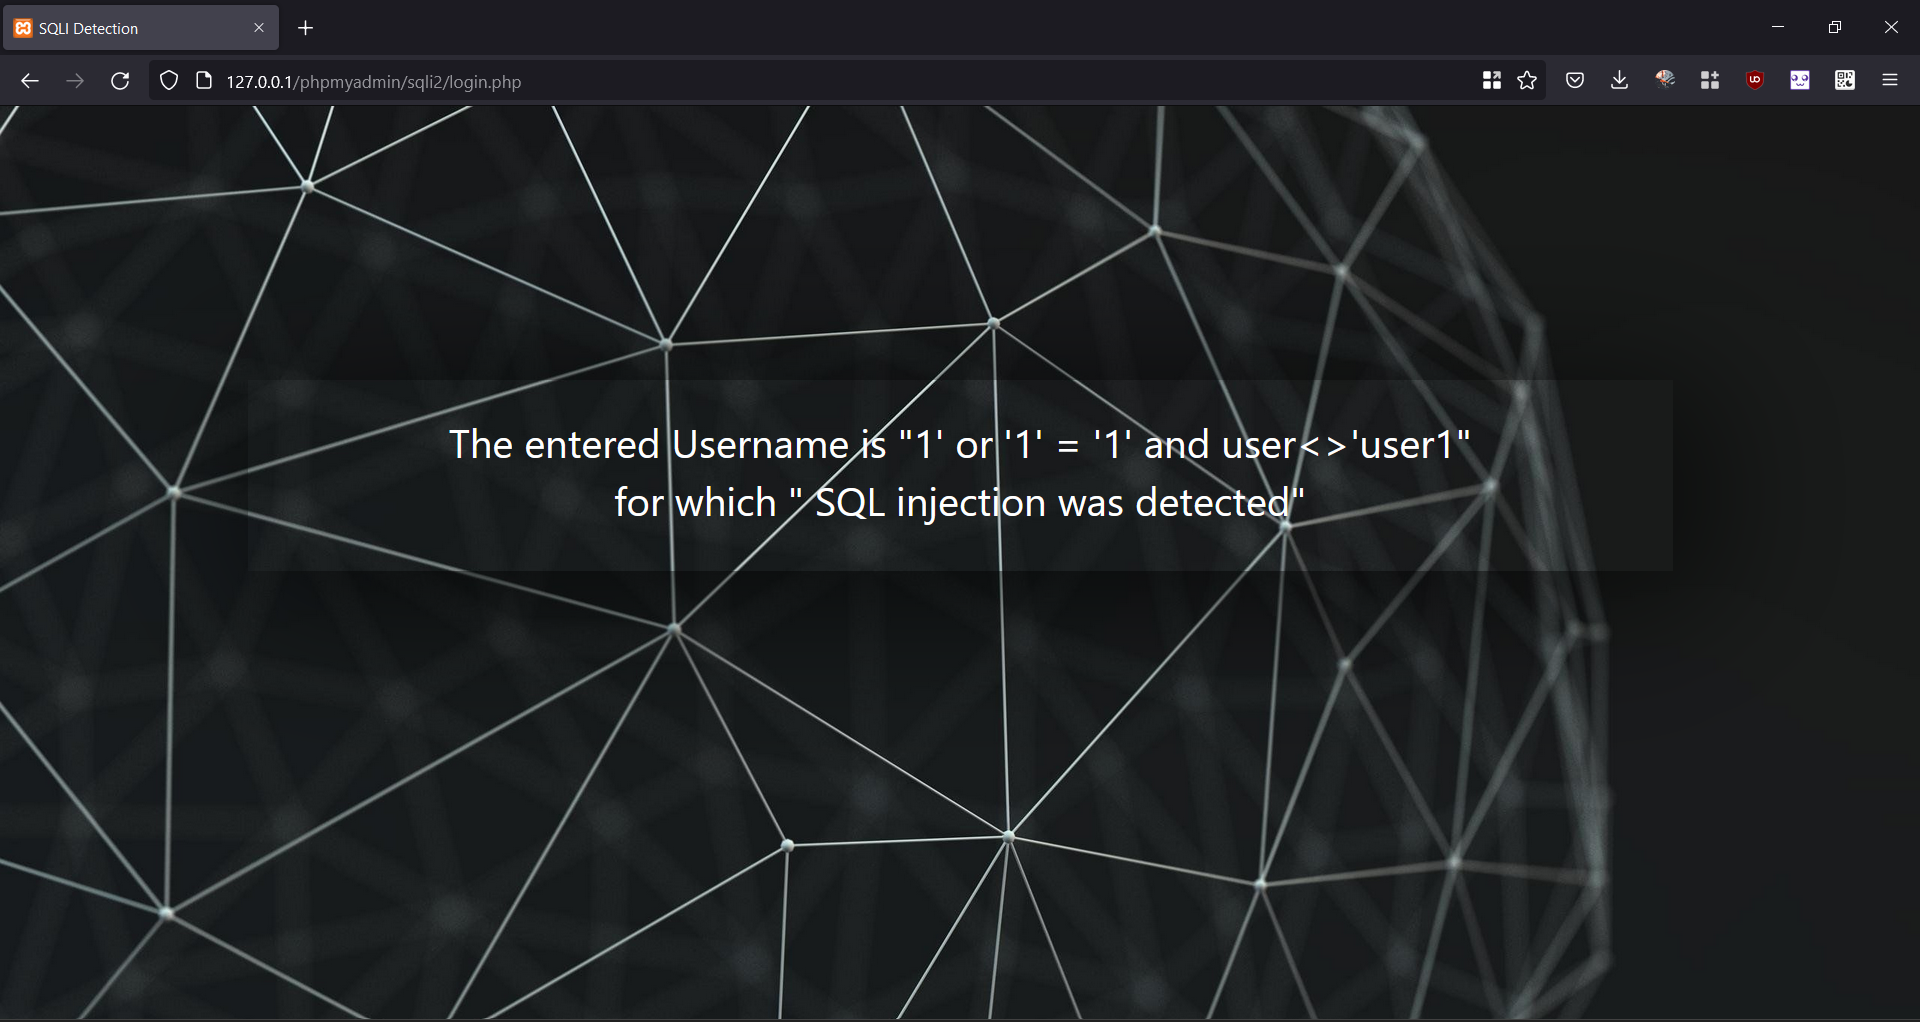 SQLI Detection
127.0.0.1/phpmyadmin/sqli2/login.php
The entered Username is "1' or '1' = '1' and user<>'user1"
for which " SQL injection was detected"